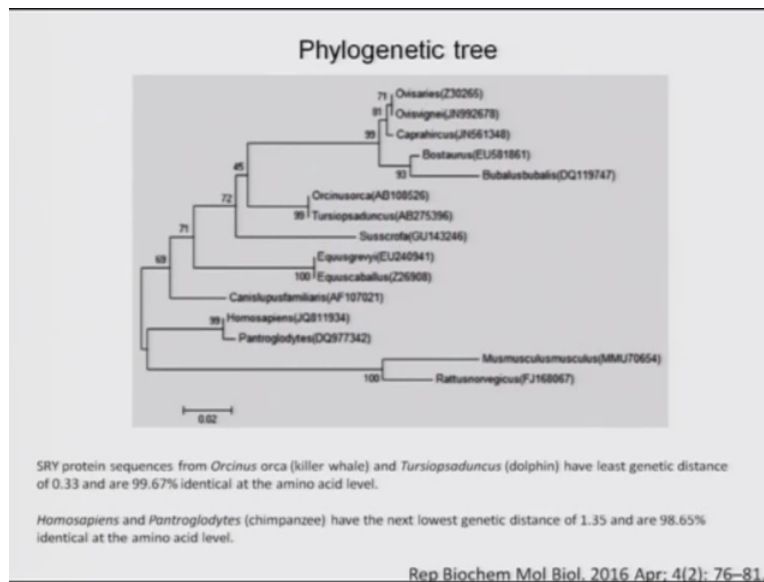 Phylogenetic tree
71 Ovisaries(Z30265)
81 Ovisvignei(JN992678)
99 Caprahircus(JN561348)
Bostaurus(EU581861)
93 Bubalusbubalis(DQ119747)
45
Orcinusorca(AB108526)
72
99 Tursiopsaduncus(AB275396)
Susscrofa(GU143246)
71
Equusgrevyi(EU240941)
69
100 Equuscaballus(Z26908)
Canislupusfamiliaris(AF107021)
99 Homosapiens(JQ811934)
Pantroglodytes(DQ977342)
Musmusculusmusculus(MMU70654)
100 Rattusnorvegicus(FJ168067)
0.02
SRY protein sequences from Orcinus orca (killer whale) and Tursiopsaduncus (dolphin) have least genetic distance
of 0.33 and are 99.67% identical at the amino acid level.
Homosapiens and Pantroglodytes (chimpanzee) have the next lowest genetic distance of 1.35 and are 98.65%
identical at the amino acid level.
Rep Biochem Mol Biol. 2016 Apr; 4(2): 76–81